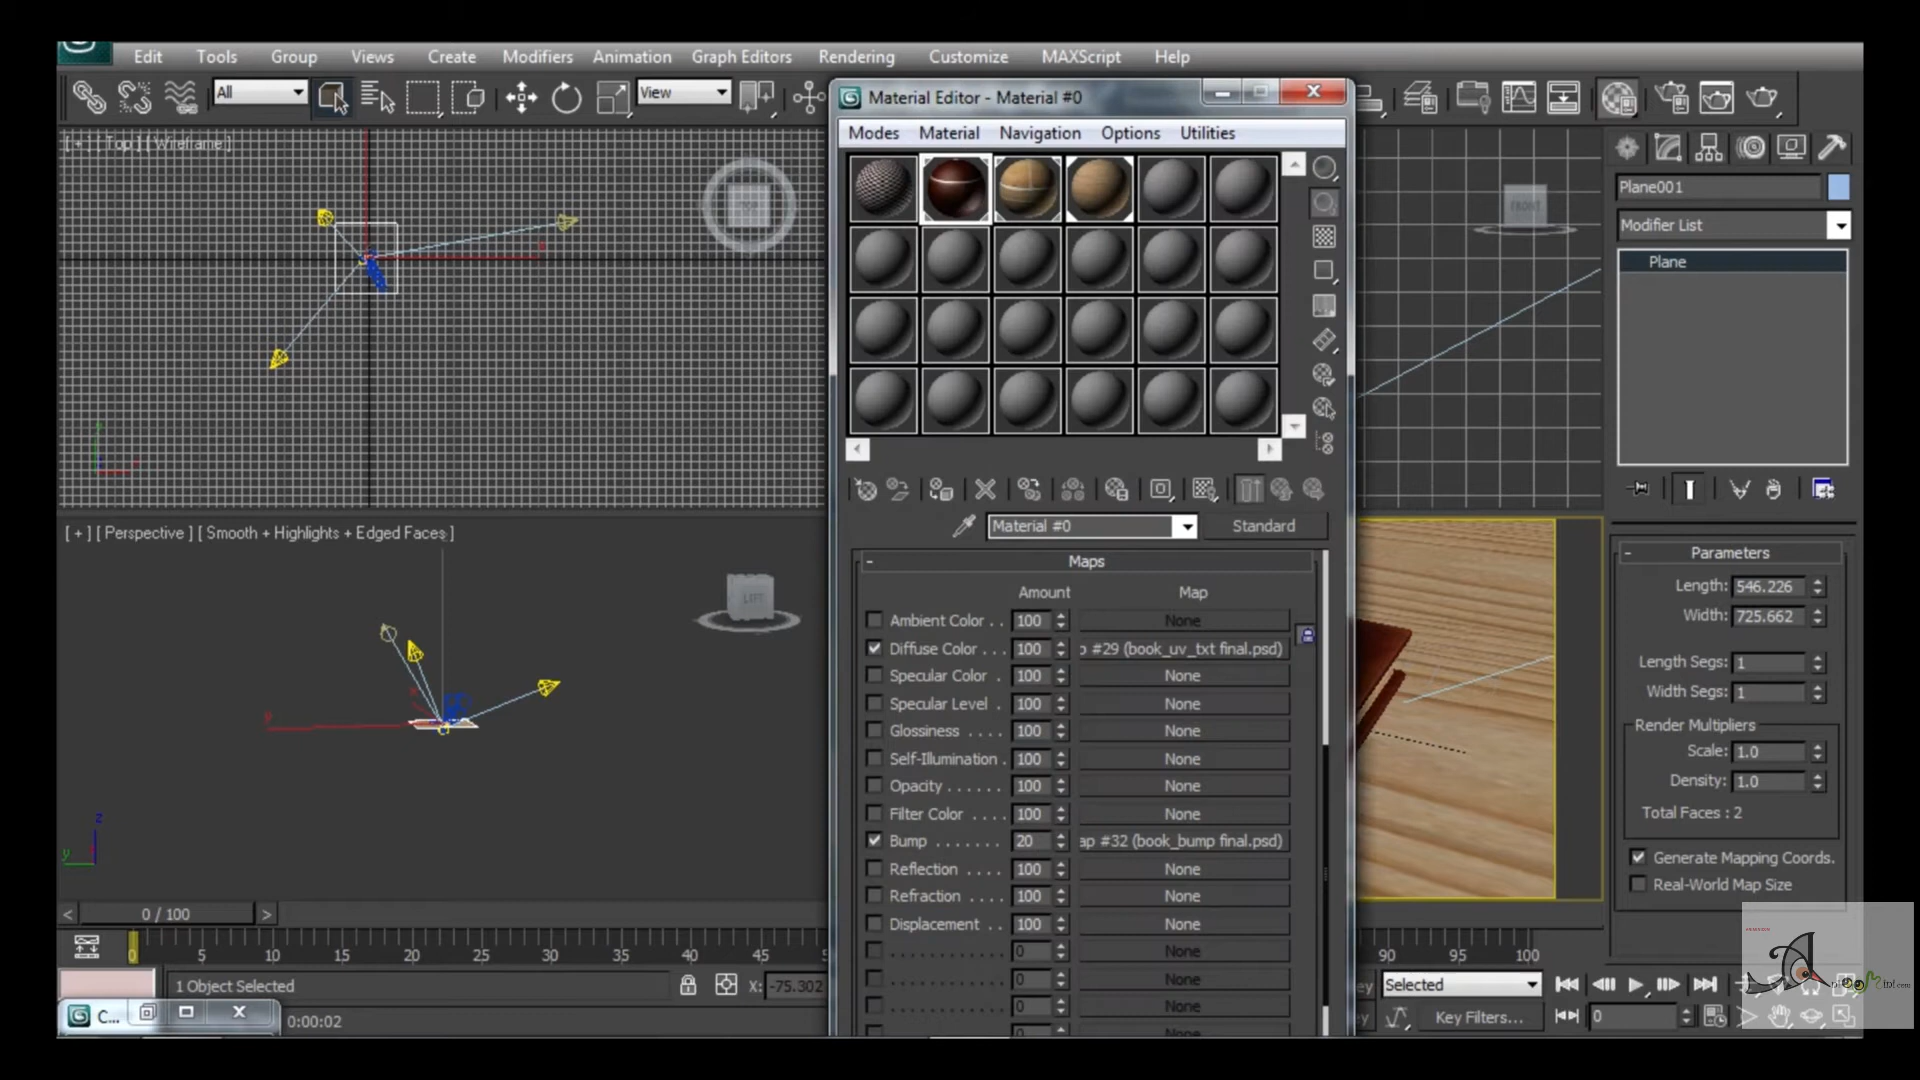 Edit Tools Group Views Create Modifiers Animation Graph Editors Rendering Customize MAXScript Help
All
View
Material Editor - Material #0
Modes Material Navigation Options Utilities
[ + ] [ Top ] [ Wireframe ]
TOP
FRONT
Plane001
Modifier List
Plane
[ + ] [ Perspective ] [ Smooth + Highlights + Edged Faces ]
LEFT
Material #0
Standard
- Maps
Amount Map
Ambient Color . . 100 None
Diffuse Color . . . 100 o #29 (book_uv_txt final.psd)
Specular Color . 100 None
Specular Level . 100 None
Glossiness . . . . 100 None
Self-Illumination . 100 None
Opacity . . . . . . 100 None
Filter Color . . . . 100 None
Bump . . . . . . . 20 ap #32 (book_bump final.psd)
Reflection . . . . 100 None
Refraction . . . . 100 None
Displacement . . 100 None
. . . . . . . . . . . . 0 None
. . . . . . . . . . . . 0 None
. . . . . . . . . . . . 0 None
- Parameters
Length: 546.226
Width: 725.662
Length Segs: 1
Width Segs: 1
Render Multipliers
Scale: 1.0
Density: 1.0
Total Faces : 2
Generate Mapping Coords.
Real-World Map Size
z
y
< 0 / 100 >
0 5 10 15 20 25 30 35 40 45 5
90 95 100
1 Object Selected
X: -75.302
Selected
C...
0:00:02
Key Filters...
0